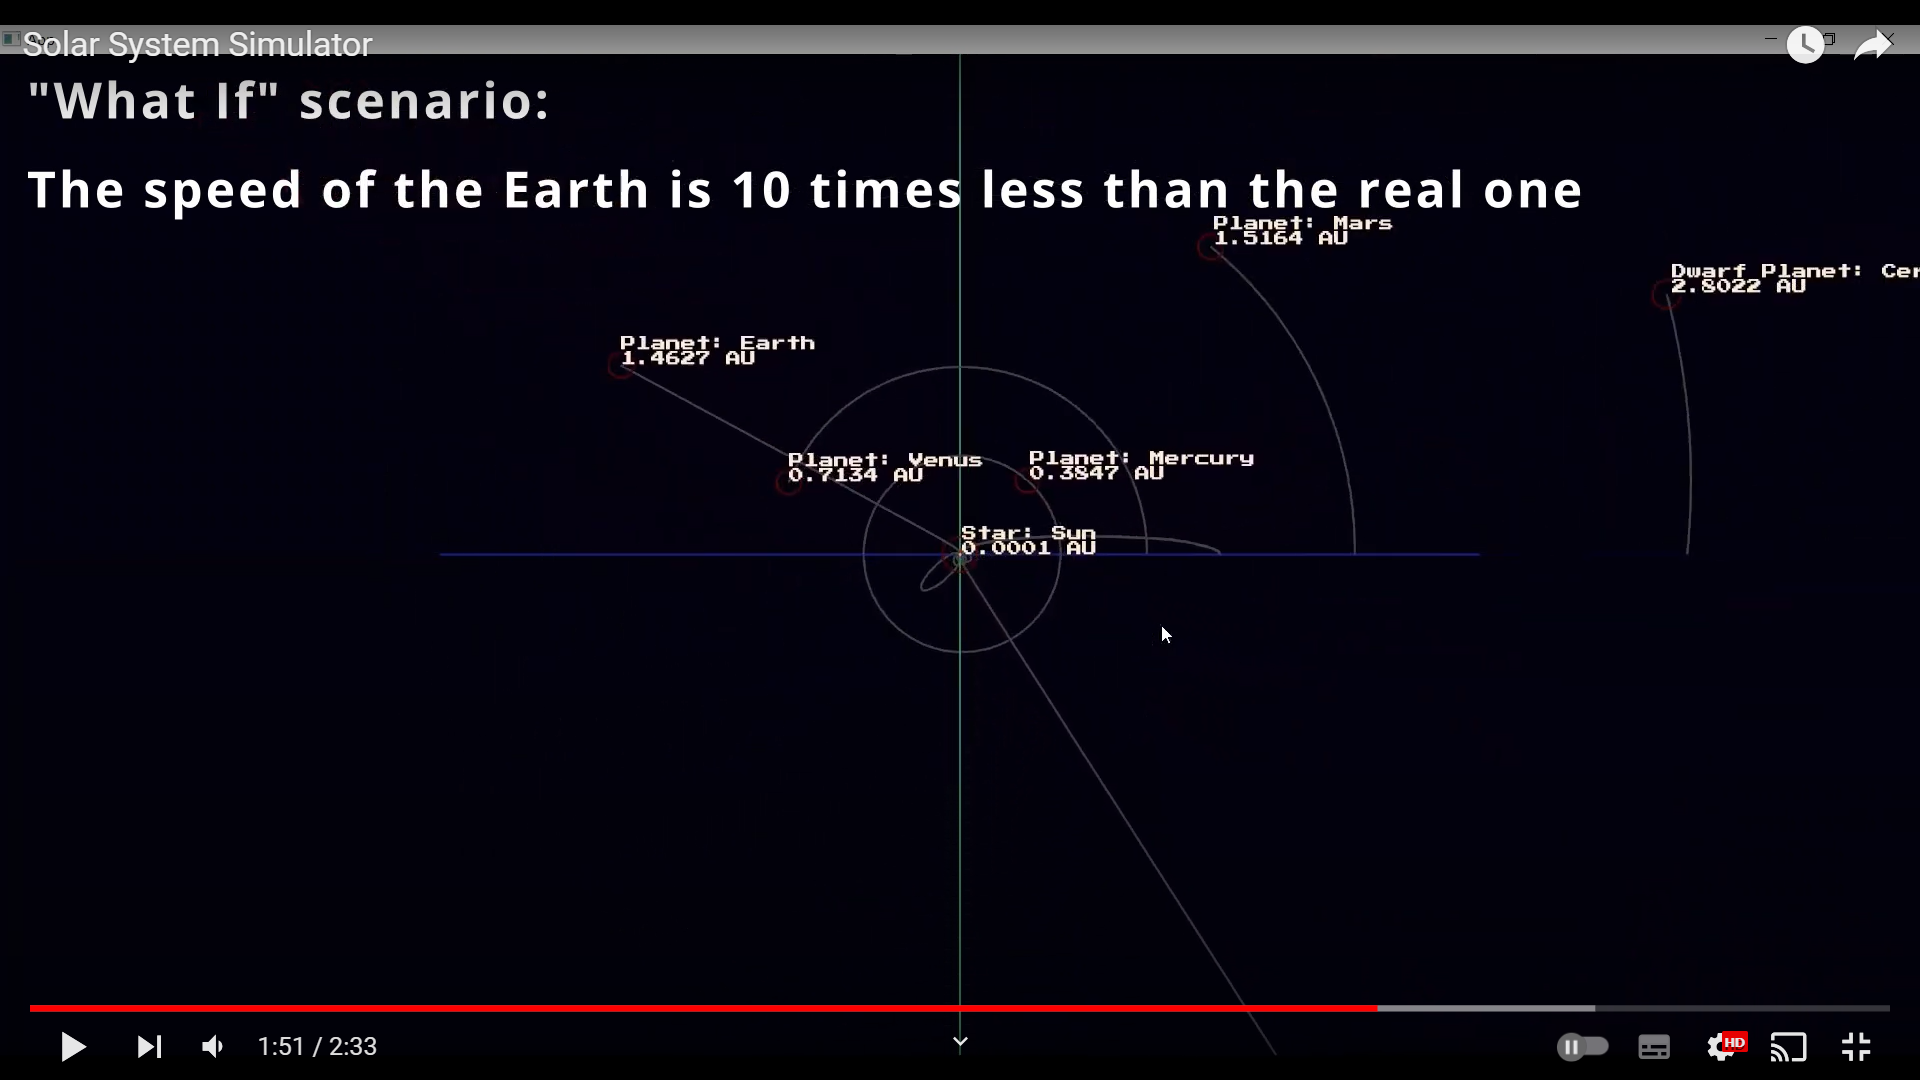 Solar System Simulator
"What If" scenario:
The speed of the Earth is 10 times less than the real one
Planet: Mars
1.5164 AU
Dwarf Planet: Cer
2.8022 AU
Planet: Earth
1.4627 AU
Planet: Venus
0.7134 AU
Planet: Mercury
0.3847 AU
Star: Sun
0.0001 AU
1:51 / 2:33
HD